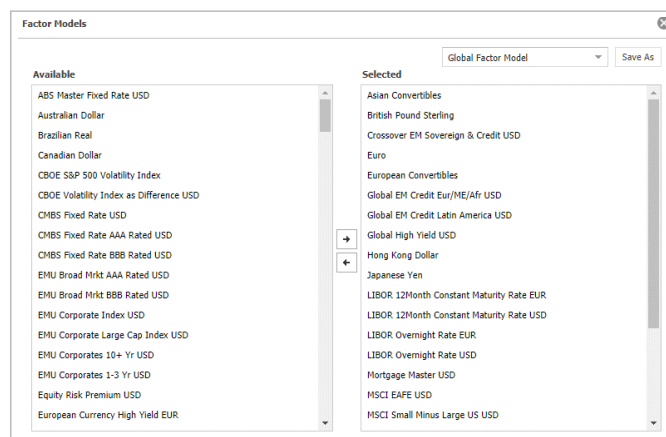 Factor Models
Global Factor Model
Save As
Available
ABS Master Fixed Rate USD
Australian Dollar
Brazilian Real
Canadian Dollar
CBOE S&P 500 Volatility Index
CBOE Volatility Index as Difference USD
CMBS Fixed Rate USD
CMBS Fixed Rate AAA Rated USD
CMBS Fixed Rate BBB Rated USD
EMU Broad Mrkt AAA Rated USD
EMU Broad Mrkt BBB Rated USD
EMU Corporate Index USD
EMU Corporate Large Cap Index USD
EMU Corporates 10+ Yr USD
EMU Corporates 1-3 Yr USD
Equity Risk Premium USD
European Currency High Yield EUR
Selected
Asian Convertibles
British Pound Sterling
Crossover EM Sovereign & Credit USD
Euro
European Convertibles
Global EM Credit Eur/ME/Afr USD
Global EM Credit Latin America USD
Global High Yield USD
Hong Kong Dollar
Japanese Yen
LIBOR 12Month Constant Maturity Rate EUR
LIBOR 12Month Constant Maturity Rate USD
LIBOR Overnight Rate EUR
LIBOR Overnight Rate USD
Mortgage Master USD
MSCI EAFE USD
MSCI Small Minus Large US USD